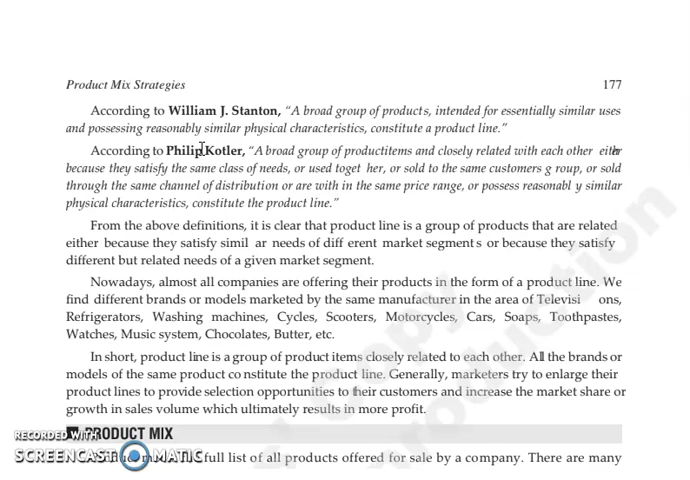 Product Mix Strategies 177
According to William J. Stanton, “A broad group of products, intended for essentially similar uses
and possessing reasonably similar physical characteristics, constitute a product line.”
According to Philip Kotler, “A broad group of productitems and closely related with each other either
because they satisfy the same class of needs, or used toget her, or sold to the same customers g roup, or sold
through the same channel of distribution or are with in the same price range, or possess reasonabl y similar
physical characteristics, constitute the product line.”
From the above definitions, it is clear that product line is a group of products that are related
either because they satisfy simil ar needs of diff erent market segment s or because they satisfy
different but related needs of a given market segment.
Nowadays, almost all companies are offering their products in the form of a product line. We
find different brands or models marketed by the same manufacturer in the area of Televisi ons,
Refrigerators, Washing machines, Cycles, Scooters, Motorcycles, Cars, Soaps, Toothpastes,
Watches, Music system, Chocolates, Butter, etc.
In short, product line is a group of product items closely related to each other. All the brands or
models of the same product co nstitute the product line. Generally, marketers try to enlarge their
product lines to provide selection opportunities to their customers and increase the market share or
growth in sales volume which ultimately results in more profit.
PRODUCT MIX
full list of all products offered for sale by a company. There are many
RECORDED WITH
SCREENCAST MATIC
Copy